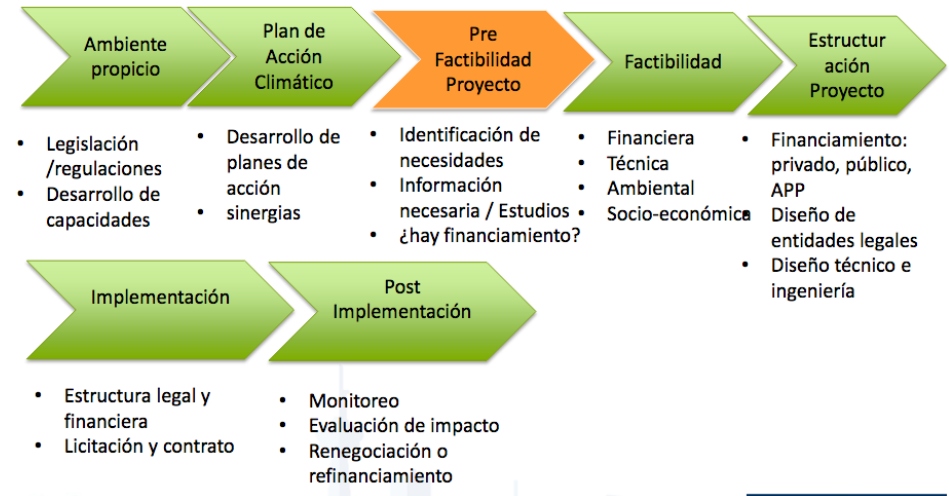 Ambiente
propicio
Plan de
Acción
Climático
Pre
Factibilidad
Proyecto
Factibilidad
Estructur
ación
Proyecto
• Legislación
/regulaciones
• Desarrollo de
capacidades
• Desarrollo de
planes de
acción
• sinergias
• Identificación de
necesidades
• Información
necesaria / Estudios
• ¿hay financiamiento?
• Financiera
• Técnica
• Ambiental
• Socio-económica
• Financiamiento:
privado, público,
APP
• Diseño de
entidades legales
• Diseño técnico e
ingeniería
Implementación
Post
Implementación
• Estructura legal y
financiera
• Licitación y contrato
• Monitoreo
• Evaluación de impacto
• Renegociación o
refinanciamiento